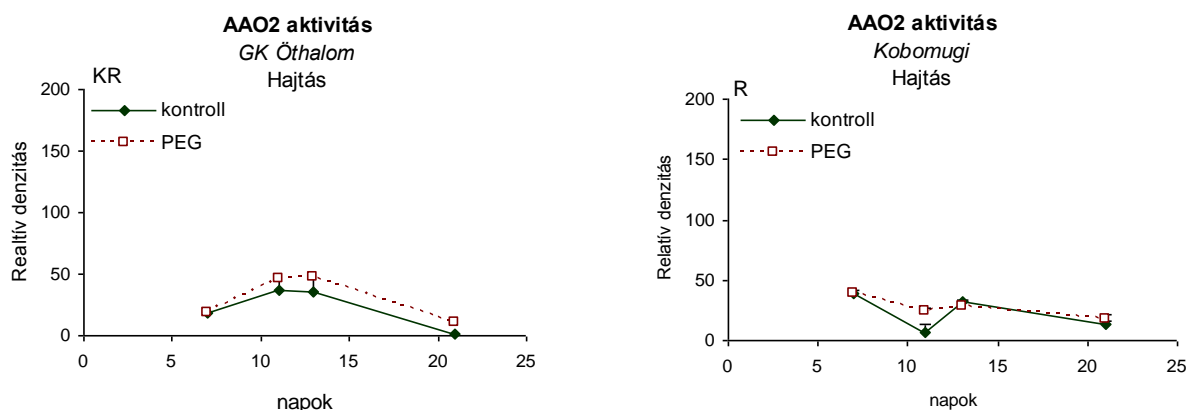 AAO2 aktivitás
GK Öthalom
Hajtás
KR
kontroll
PEG
Realtív denzitás
200
150
100
50
0
0 5 10 15 20 25
napok
AAO2 aktivitás
Kobomugi
Hajtás
R
kontroll
PEG
Relatív denzitás
200
150
100
50
0
0 5 10 15 20 25
napok